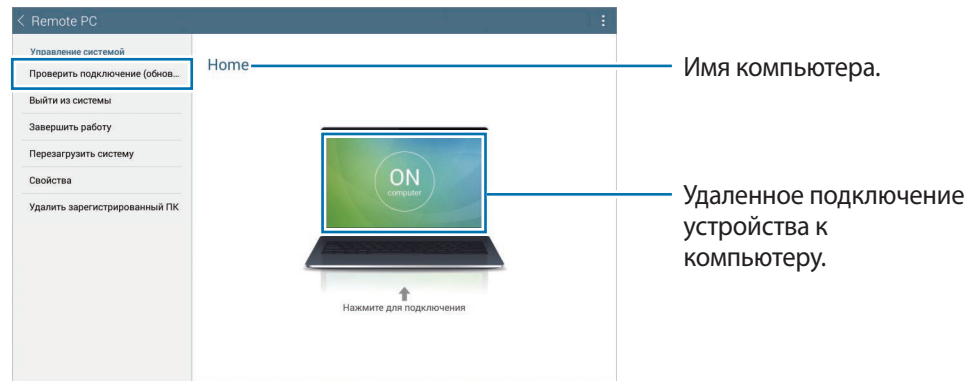 Remote PC
Управление системой
Проверить подключение (обнов...
Выйти из системы
Завершить работу
Перезагрузить систему
Свойства
Удалить зарегистрированный ПК
Home
ON
computer
Нажмите для подключения
Имя компьютера.
Удаленное подключение
устройства к
компьютеру.